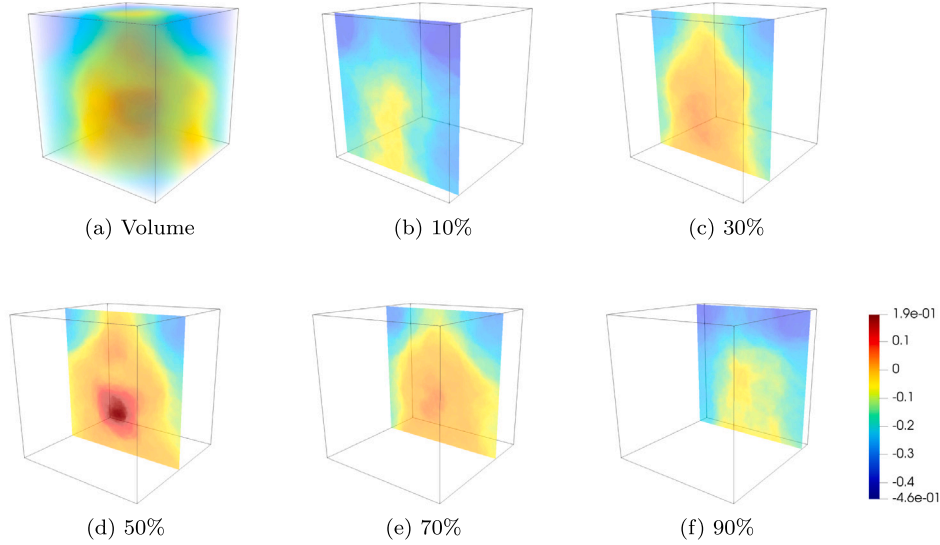 (a) Volume
(b) 10%
(c) 30%
1.9e-01
0.1
0
-0.1
-0.2
-0.3
-0.4
-4.6e-01
(d) 50%
(e) 70%
(f) 90%